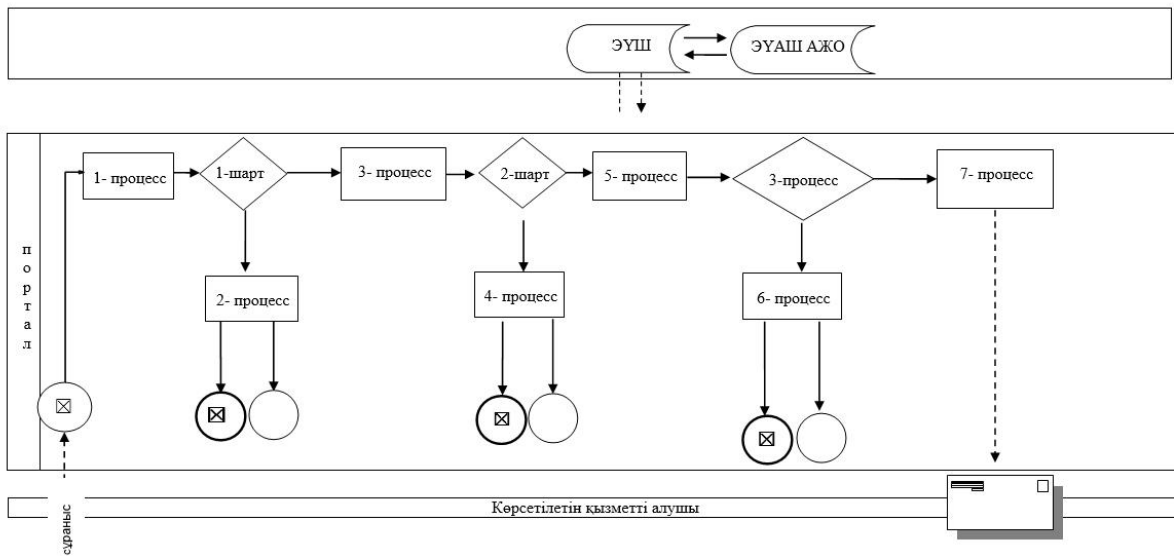 ЭҮШ
ЭҮАШ АЖО
портал
1- процесс
1-шарт
3- процесс
2-шарт
5- процесс
3-процесс
7- процесс
2- процесс
4- процесс
6- процесс
Көрсетілетін қызметті алушы
сұраныс